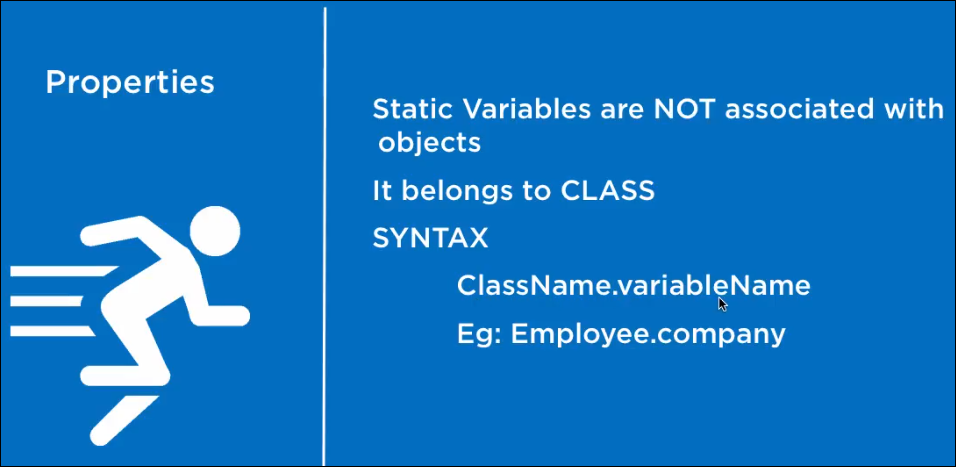 Properties
Static Variables are NOT associated with
objects
It belongs to CLASS
SYNTAX
ClassName.variableName
Eg: Employee.company